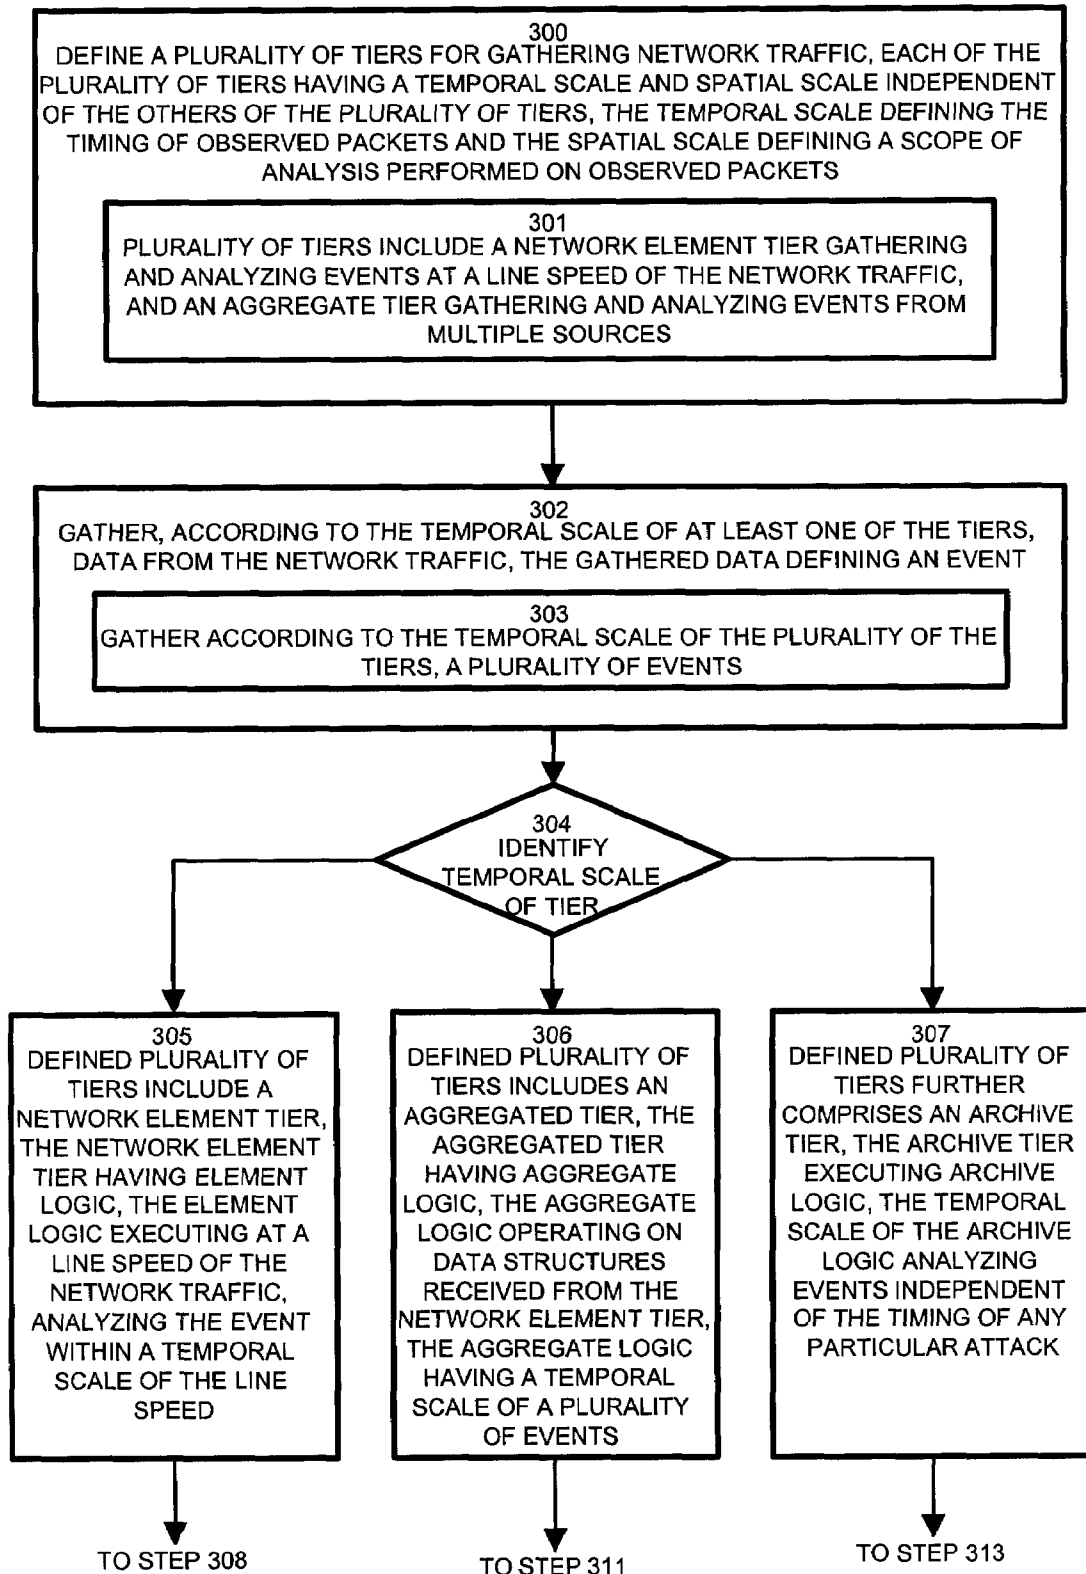 300
DEFINE A PLURALITY OF TIERS FOR GATHERING NETWORK TRAFFIC, EACH OF THE
PLURALITY OF TIERS HAVING A TEMPORAL SCALE AND SPATIAL SCALE INDEPENDENT
OF THE OTHERS OF THE PLURALITY OF TIERS, THE TEMPORAL SCALE DEFINING THE
TIMING OF OBSERVED PACKETS AND THE SPATIAL SCALE DEFINING A SCOPE OF
ANALYSIS PERFORMED ON OBSERVED PACKETS
301
PLURALITY OF TIERS INCLUDE A NETWORK ELEMENT TIER GATHERING
AND ANALYZING EVENTS AT A LINE SPEED OF THE NETWORK TRAFFIC,
AND AN AGGREGATE TIER GATHERING AND ANALYZING EVENTS FROM
MULTIPLE SOURCES
302
GATHER, ACCORDING TO THE TEMPORAL SCALE OF AT LEAST ONE OF THE TIERS,
DATA FROM THE NETWORK TRAFFIC, THE GATHERED DATA DEFINING AN EVENT
303
GATHER ACCORDING TO THE TEMPORAL SCALE OF THE PLURALITY OF THE
TIERS, A PLURALITY OF EVENTS
304
IDENTIFY
TEMPORAL SCALE
OF TIER
305
DEFINED PLURALITY OF
TIERS INCLUDE A
NETWORK ELEMENT TIER,
THE NETWORK ELEMENT
TIER HAVING ELEMENT
LOGIC, THE ELEMENT
LOGIC EXECUTING AT A
LINE SPEED OF THE
NETWORK TRAFFIC,
ANALYZING THE EVENT
WITHIN A TEMPORAL
SCALE OF THE LINE
SPEED
306
DEFINED PLURALITY OF
TIERS INCLUDES AN
AGGREGATED TIER, THE
AGGREGATED TIER
HAVING AGGREGATE
LOGIC, THE AGGREGATE
LOGIC OPERATING ON
DATA STRUCTURES
RECEIVED FROM THE
NETWORK ELEMENT TIER,
THE AGGREGATE LOGIC
HAVING A TEMPORAL
SCALE OF A PLURALITY
OF EVENTS
307
DEFINED PLURALITY OF
TIERS FURTHER
COMPRISES AN ARCHIVE
TIER, THE ARCHIVE TIER
EXECUTING ARCHIVE
LOGIC, THE TEMPORAL
SCALE OF THE ARCHIVE
LOGIC ANALYZING
EVENTS INDEPENDENT
OF THE TIMING OF ANY
PARTICULAR ATTACK
TO STEP 308
TO STEP 311
TO STEP 313